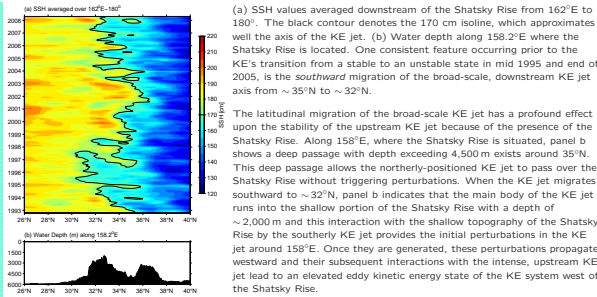 (a) SSH averaged over 162°E−180°
2008
2006
2005
2004
2003
2002
2001
2000
1999
1998
1997
1996
1995
1994
1993
26°N 28°N 30°N 32°N 34°N 36°N 38°N 40°N
220
210
200
190
180
170
160
150
140
130
120
SSH [cm]
(b) Water Depth (m) along 158.2°E
0
1000
2000
3000
4000
5000
6000
26°N 28°N 30°N 32°N 34°N 36°N 38°N 40°N
(a) SSH values averaged downstream of the Shatsky Rise from 162°E to
180°. The black contour denotes the 170 cm isoline, which approximates
well the axis of the KE jet. (b) Water depth along 158.2°E where the
Shatsky Rise is located. One consistent feature occurring prior to the
KE's transition from a stable to an unstable state in mid 1995 and end of
2005, is the southward migration of the broad-scale, downstream KE jet
axis from ∼35°N to ∼32°N.
The latitudinal migration of the broad-scale KE jet has a profound effect
upon the stability of the upstream KE jet because of the presence of the
Shatsky Rise. Along 158°E, where the Shatsky Rise is situated, panel b
shows a deep passage with depth exceeding 4,500 m exists around 35°N.
This deep passage allows the northerly-positioned KE jet to pass over the
Shatsky Rise without triggering perturbations. When the KE jet migrates
southward to ∼32°N, panel b indicates that the main body of the KE jet
runs into the shallow portion of the Shatsky Rise with a depth of
∼2,000 m and this interaction with the shallow topography of the Shatsky
Rise by the southerly KE jet provides the initial perturbations in the KE
jet around 158°E. Once they are generated, these perturbations propagate
westward and their subsequent interactions with the intense, upstream KE
jet lead to an elevated eddy kinetic energy state of the KE system west of
the Shatsky Rise.